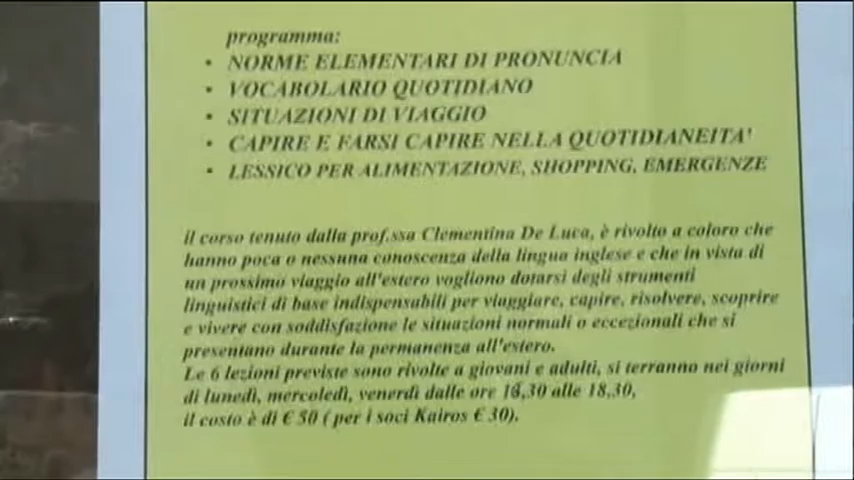 programma:
• NORME ELEMENTARI DI PRONUNCIA
• VOCABOLARIO QUOTIDIANO
• SITUAZIONI DI VIAGGIO
• CAPIRE E FARSI CAPIRE NELLA QUOTIDIANEITA'
• LESSICO PER ALIMENTAZIONE, SHOPPING, EMERGENZE
il corso tenuto dalla prof.ssa Clementina De Luca, è rivolto a coloro che
hanno poca o nessuna conoscenza della lingua inglese e che in vista di
un prossimo viaggio all'estero vogliono dotarsi degli strumenti
linguistici di base indispensabili per viaggiare, capire, risolvere, scoprire
e vivere con soddisfazione le situazioni normali o eccezionali che si
presentano durante la permanenza all'estero.
Le 6 lezioni previste sono rivolte a giovani e adulti, si terranno nei giorni
di lunedì, mercoledì, venerdì dalle ore 16,30 alle 18.30,
il costo è di € 50 ( per i soci Kairos € 30).